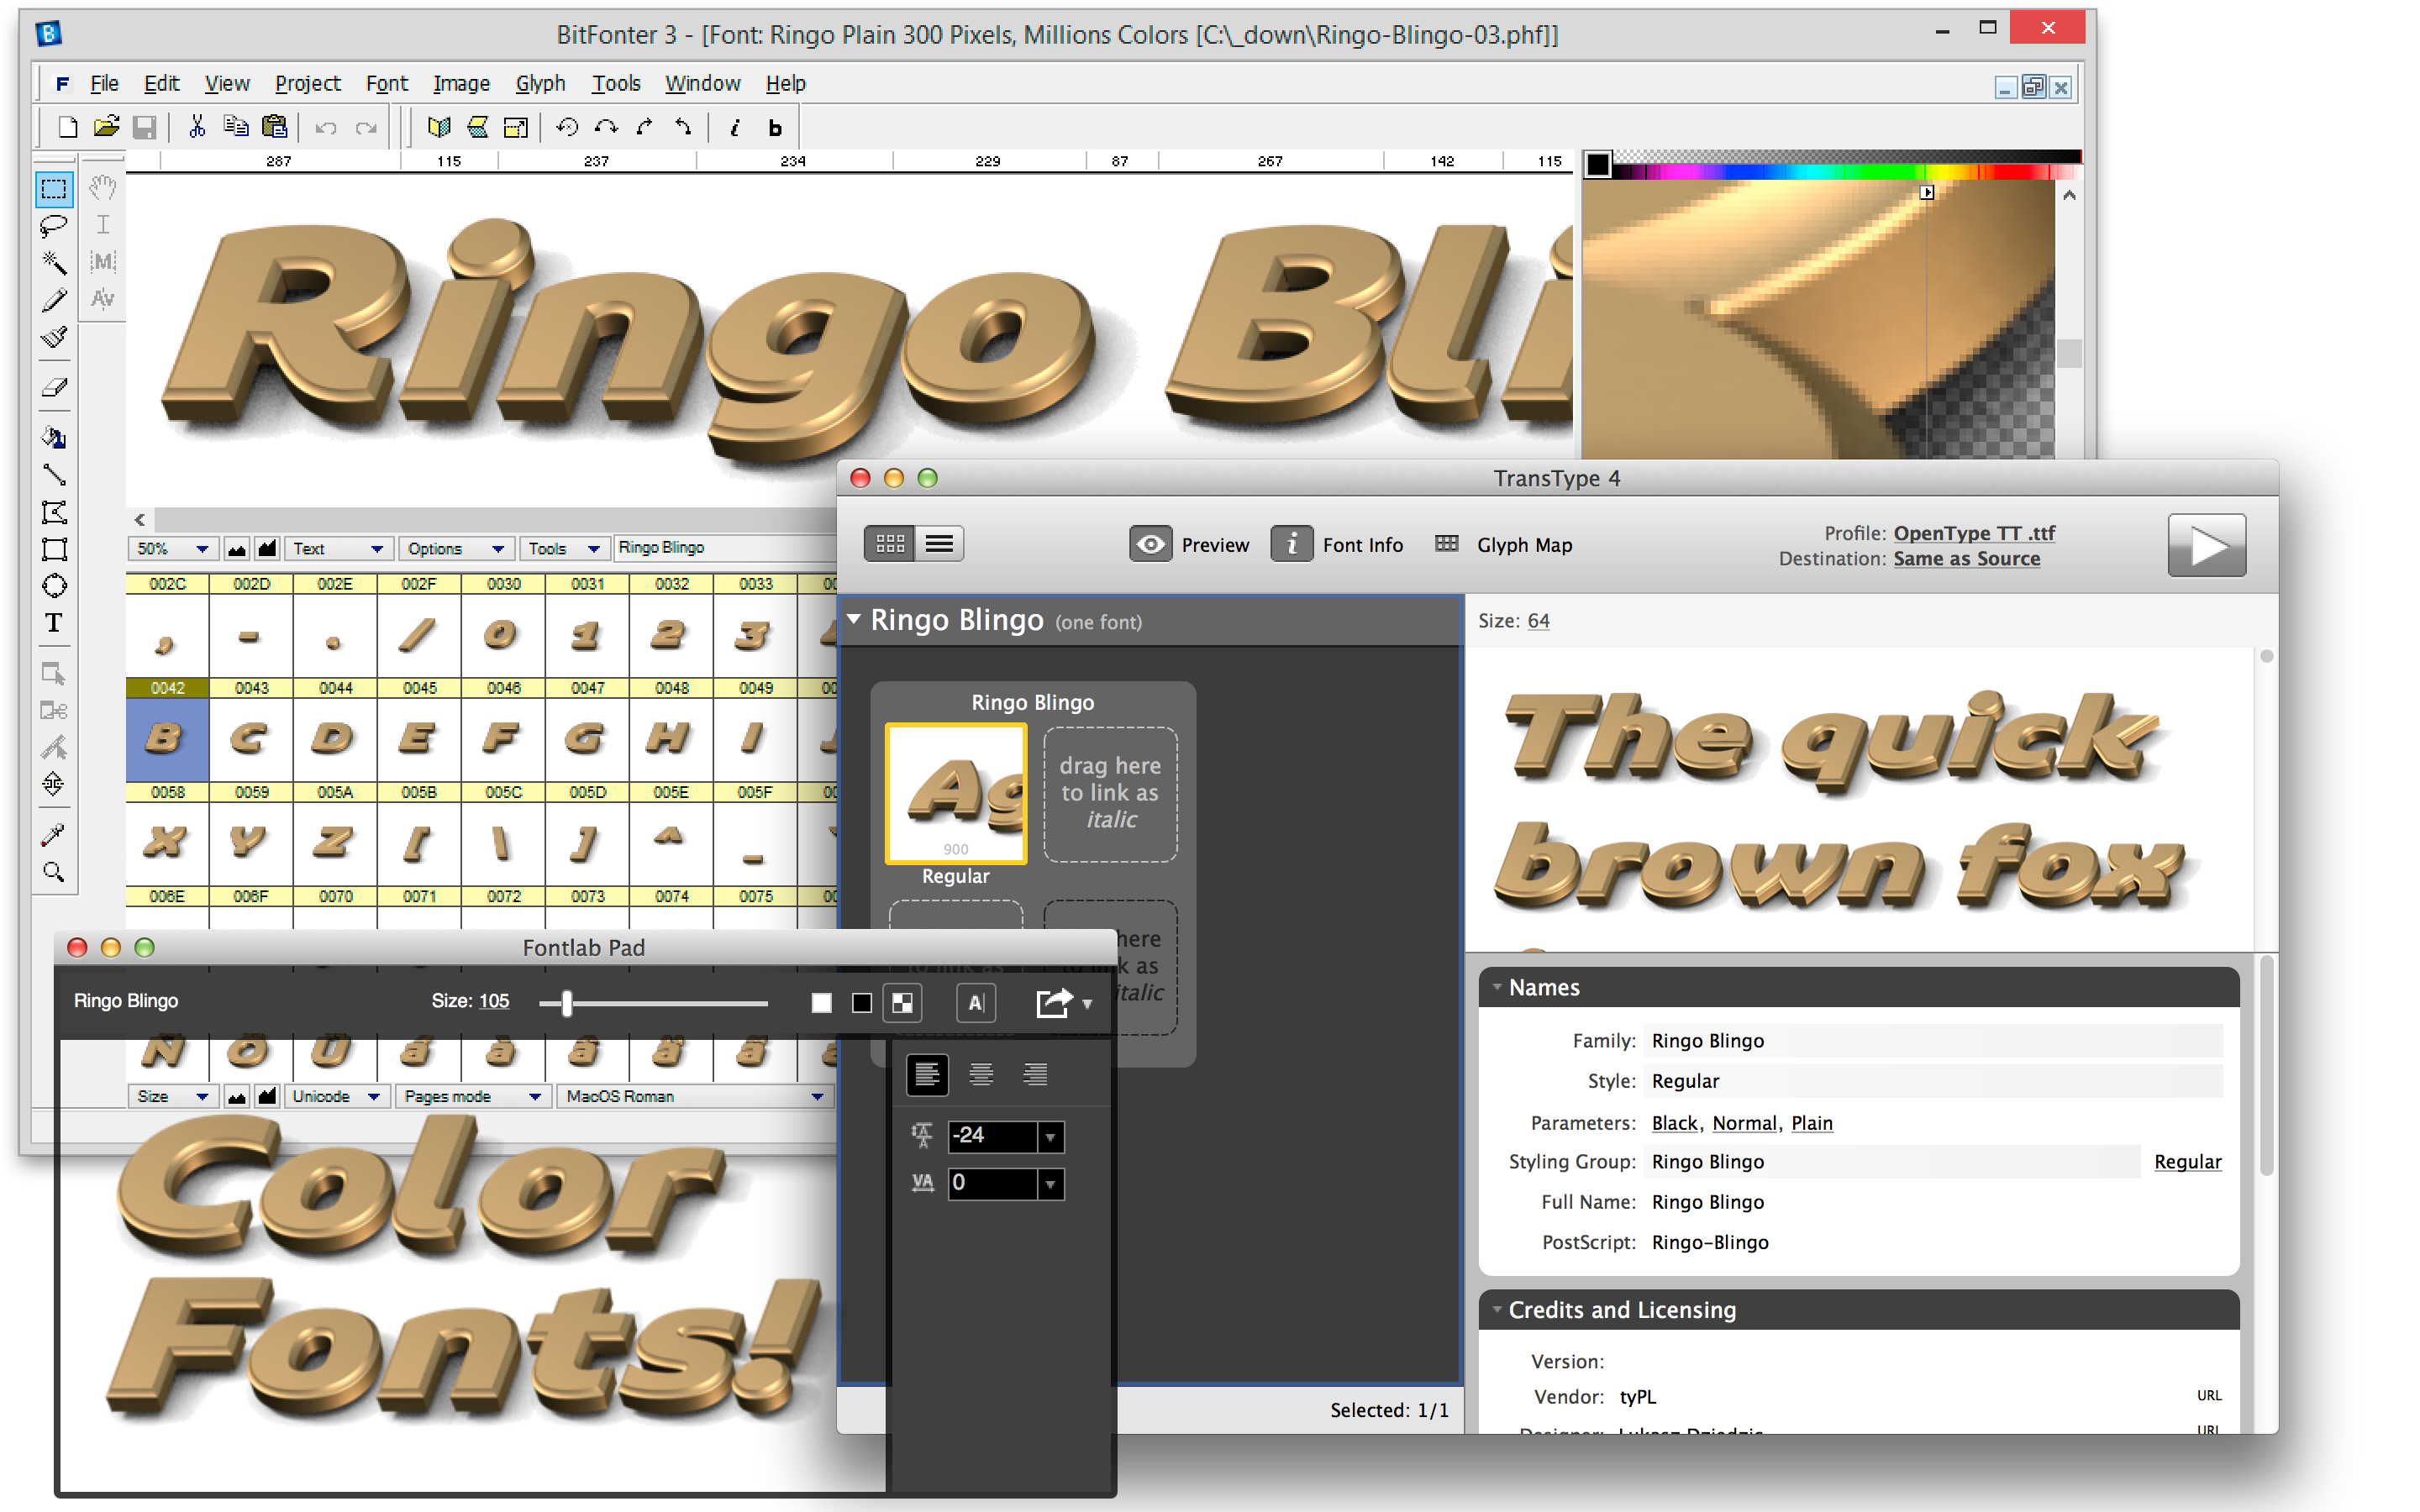 BitFonter 3 - [Font: Ringo Plain 300 Pixels, Millions Colors [C:\_down\Ringo-Blingo-03.phf]]
F File Edit View Project Font Image Glyph Tools Window Help
i b
287 115 237 234 229 87 267 142 115
Ringo Bli
50% Text Options Tools Ringo Blingo
002C 002D 002E 002F 0030 0031 0032 0033
, - . / 0 1 2 3
0042 0043 0044 0045 0046 0047 0048 0049
B C D E F G H I
0058 0059 005A 005B 005C 005D 005E 005F
X Y Z [ \ ] ^ _
006E 006F 0070 0071 0072 0073 0074 0075
Size Unicode Pages mode MacOS Roman
TransType 4
Preview
Font Info
Glyph Map
Profile: OpenType TT .ttf
Destination: Same as Source
Ringo Blingo (one font)
Ringo Blingo
Ag
900
Regular
drag here
to link as
italic
here
to link as
italic
Selected: 1/1
Size: 64
The quick
brown fox
Names
Family: Ringo Blingo
Style: Regular
Parameters: Black, Normal, Plain
Styling Group: Ringo Blingo Regular
Full Name: Ringo Blingo
PostScript: Ringo-Blingo
Credits and Licensing
Version:
Vendor: tyPL URL
Designer: Lukasz Dziedzic URL
Fontlab Pad
Ringo Blingo Size: 105 A|
-24
VA 0
Color
Fonts!